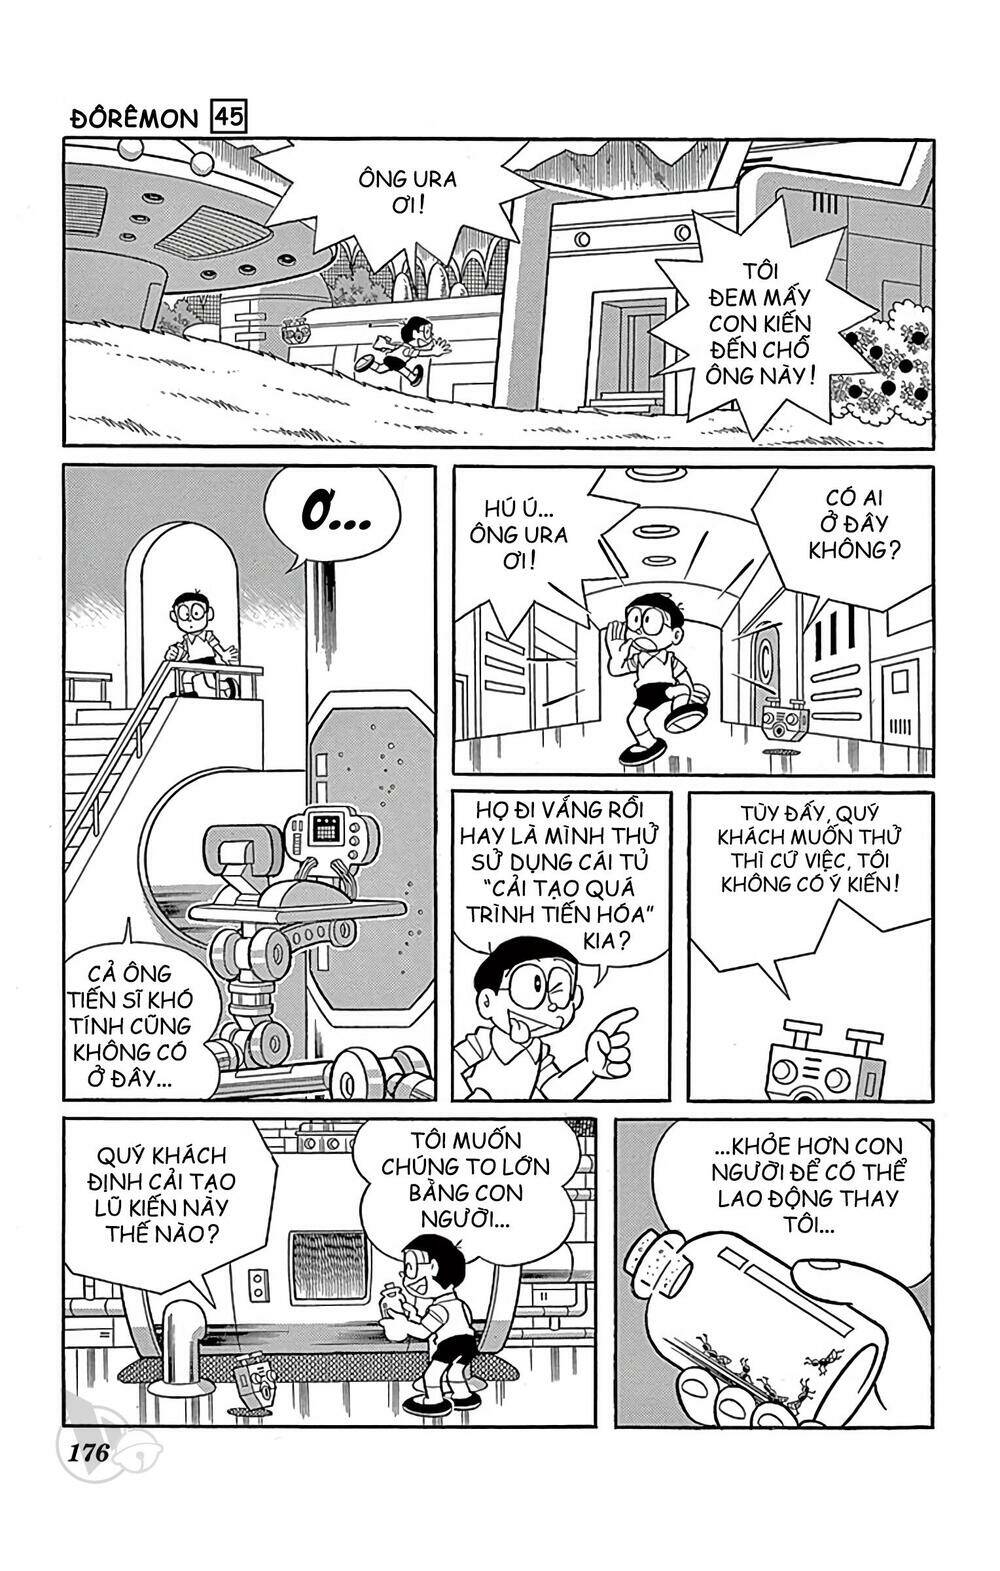 ĐÔRÊMON 45
ÔNG URA
ƠI!
TÔI
ĐEM MẤY
CON KIẾN
ĐẾN CHỖ
ÔNG NÀY!
Ơ...
CẢ ÔNG
TIẾN SĨ KHÓ
TÍNH CŨNG
KHÔNG CÓ
Ở ĐÂY...
HÚ Ú...
ÔNG URA
ƠI!
CÓ AI
Ở ĐÂY
KHÔNG?
HỌ ĐI VẮNG RỒI
HAY LÀ MÌNH THỬ
SỬ DỤNG CÁI TỦ
"CẢI TẠO QUÁ
TRÌNH TIẾN HÓA"
KIA?
TÙY ĐẤY, QUÝ
KHÁCH MUỐN THỬ
THÌ CỨ VIỆC, TÔI
KHÔNG CÓ Ý KIẾN!
QUÝ KHÁCH
ĐỊNH CẢI TẠO
LŨ KIẾN NÀY
THẾ NÀO?
TÔI MUỐN
CHÚNG TO LỚN
BẰNG CON
NGƯỜI...
...KHỎE HƠN CON
NGƯỜI ĐỂ CÓ THỂ
LAO ĐỘNG THAY
TÔI...
176